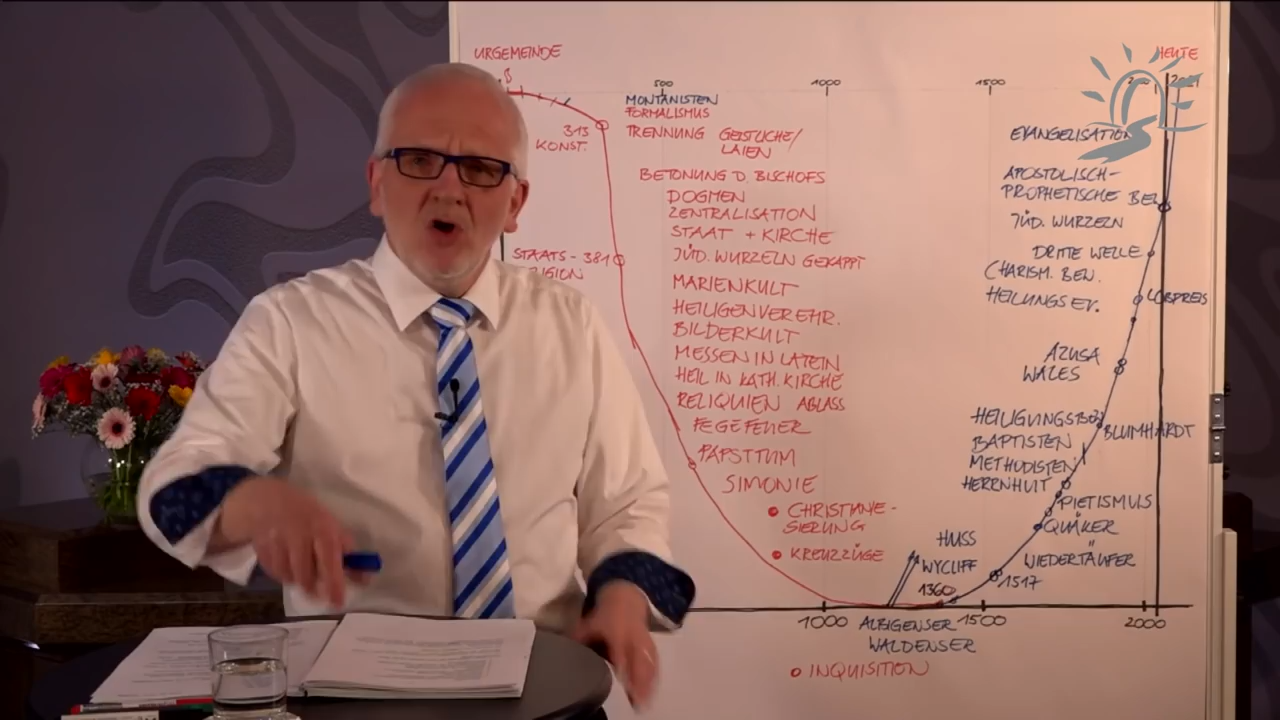 URGEMEINDE
HEUTE
500
1000
1500
2021
MONTANISTEN
FORMALISMUS
313
KONST.
TRENNUNG GEISTLICHE/
LAIEN
BETONUNG D. BISCHOFS
DOGMEN
ZENTRALISATION
STAAT + KIRCHE
STAATS- 381
JÜD. WURZELN GEKAPPT
MARIENKULT
HEILIGENVEREHR.
BILDERKULT
MESSEN IN LATEIN
HEIL IN KATH. KIRCHE
RELIQUIEN ABLASS
FEGEFEUER
PAPSTTUM
SIMONIE
CHRISTIANI-
SIERUNG
KREUZZÜGE
EVANGELISATION
APOSTOLISCH-
PROPHETISCHE BEW.
JÜD. WURZELN
DRITTE WELLE
CHARISM. BEW.
HEILUNGSEV.
LOBPREIS
AZUSA
WALES
HEILIGUNGSBEW
BLUMHARDT
BAPTISTEN
METHODISTEN
HERRNHUT
PIETISMUS
QUÄKER
WIEDERTÄUFER
HUSS
WYCLIFF
1360
1517
1000
ALBIGENSER
1500
2000
WALDENSER
INQUISITION